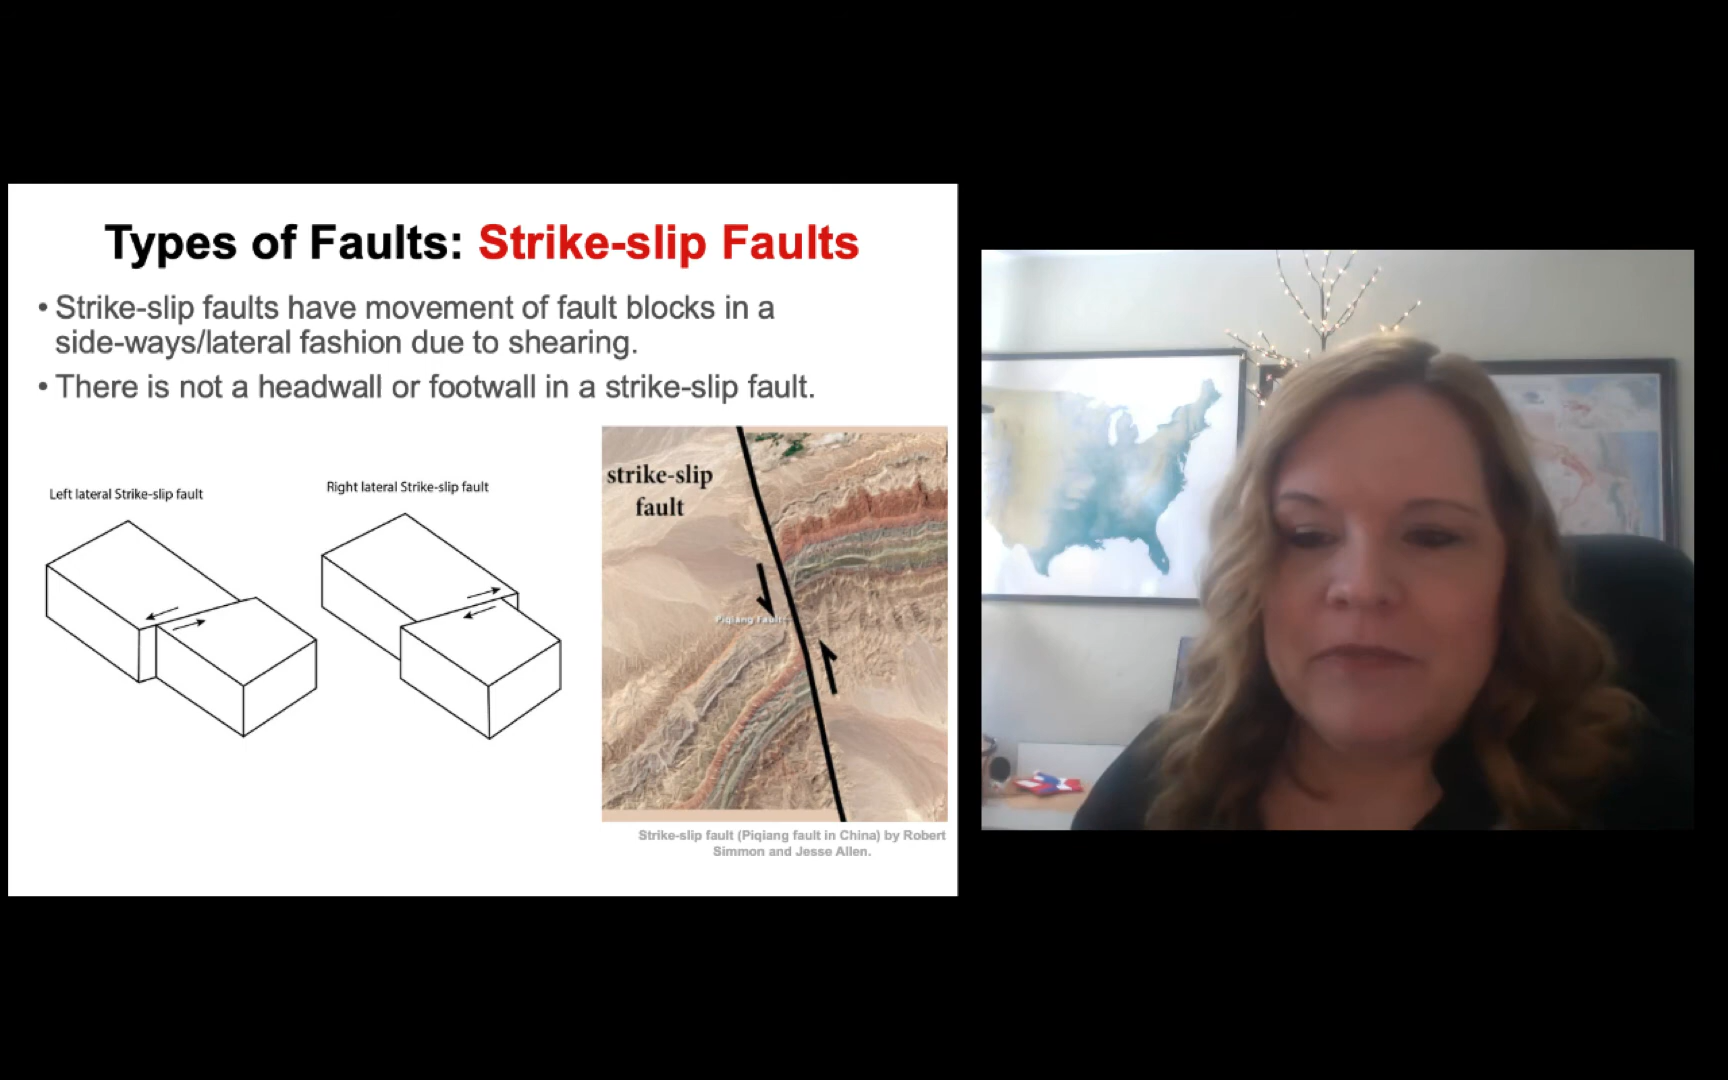 Types of Faults: Strike-slip Faults
• Strike-slip faults have movement of fault blocks in a
side-ways/lateral fashion due to shearing.
• There is not a headwall or footwall in a strike-slip fault.
Left lateral Strike-slip fault
Right lateral Strike-slip fault
strike-slip
fault
Piqiang Fault
Strike-slip fault (Piqiang fault in China) by Robert
Simmon and Jesse Allen.